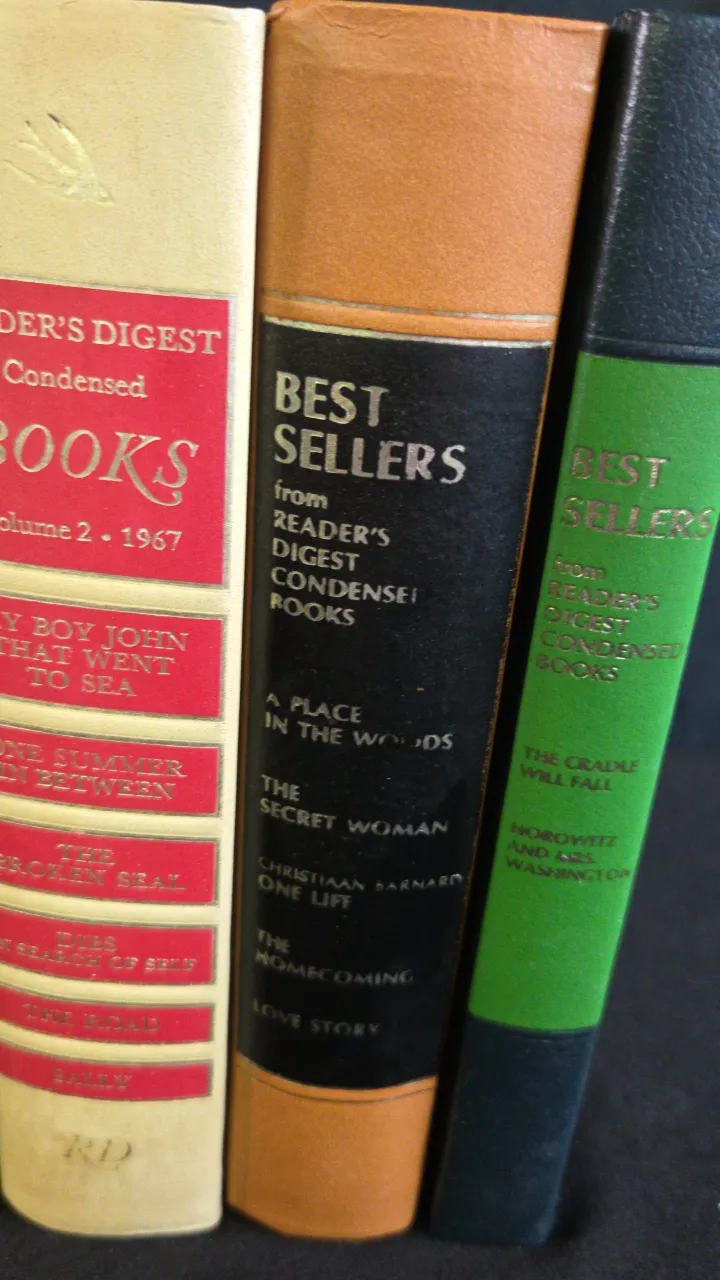 DER'S DIGEST
Condensed
BOOKS
olume 2 • 1967
Y BOY JOHN
THAT WENT
TO SEA
ONE SUMMER
IN BETWEEN
THE
BROKEN SEAL
DIBS
SEARCH OF SELF
THE ROAD
SALLY
RD
BEST
SELLERS
from
READER'S
DIGEST
CONDENSE
BOOKS
A PLACE
IN THE WOODS
THE
SECRET WOMAN
CHRISTIAAN BARNARD
ONE LIFE
THE
HOMECOMING
LOVE STORY
BEST
SELLERS
from
READER'S
DIGEST
CONDENSED
BOOKS
THE CRADLE
WILL FALL
HOROWITZ
AND MRS.
WASHINGTON